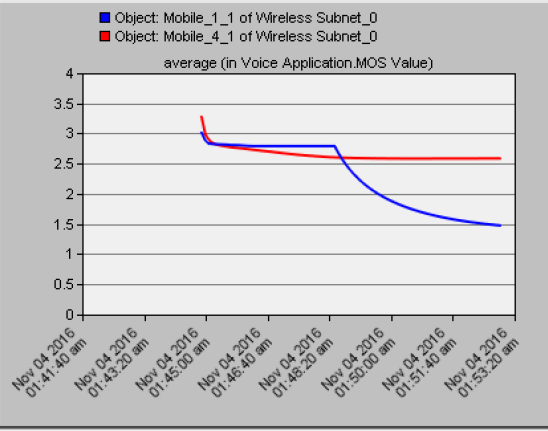 Object: Mobile_1_1 of Wireless Subnet_0
Object: Mobile_4_1 of Wireless Subnet_0
average (in Voice Application.MOS Value)
4
3.5
3
2.5
2
1.5
1
0.5
0
Nov 04 2016
01:41:40 am
Nov 04 2016
01:43:20 am
Nov 04 2016
01:45:00 am
Nov 04 2016
01:46:40 am
Nov 04 2016
01:48:20 am
Nov 04 2016
01:50:00 am
Nov 04 2016
01:51:40 am
Nov 04 2016
01:53:20 am